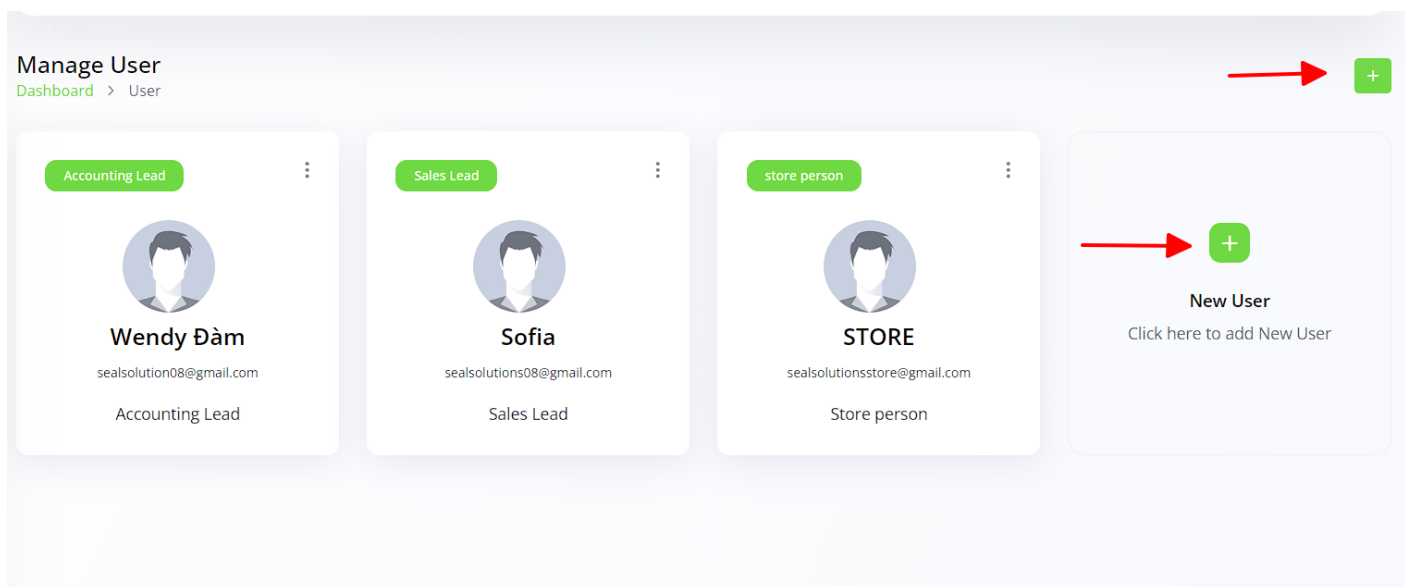 Manage User
Dashboard > User
+
Accounting Lead
Wendy Đàm
sealsolution08@gmail.com
Accounting Lead
Sales Lead
Sofia
sealsolutions08@gmail.com
Sales Lead
store person
STORE
sealsolutionsstore@gmail.com
Store person
+
New User
Click here to add New User